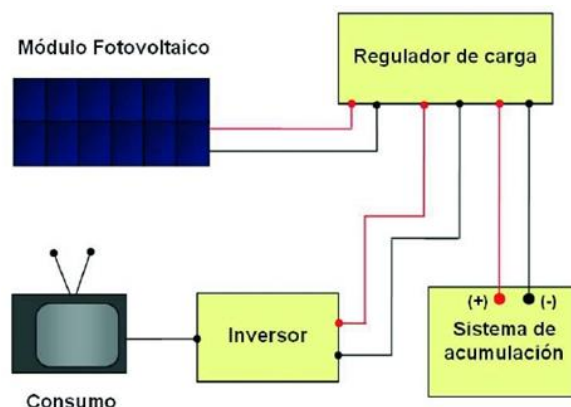 Módulo Fotovoltaico
Regulador de carga
(+)
(-)
Sistema de
acumulación
Inversor
Consumo